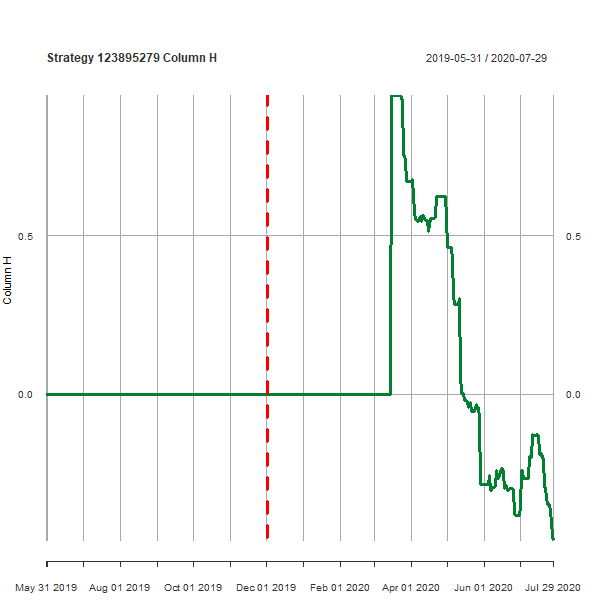 Strategy 123895279 Column H
2019-05-31 / 2020-07-29
0.5
0.5
Column H
0.0
0.0
May 31 2019 Aug 01 2019 Oct 01 2019 Dec 01 2019 Feb 01 2020 Apr 01 2020 Jun 01 2020 Jul 29 2020